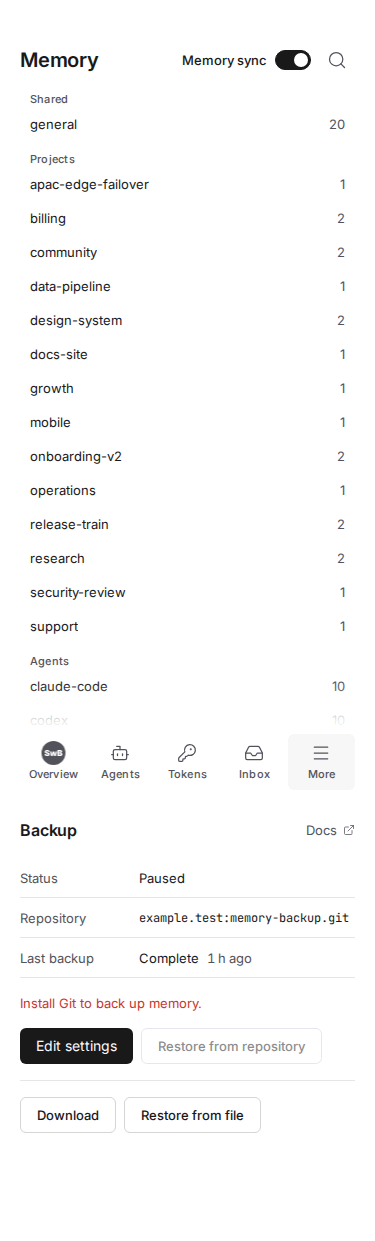 Memory
Memory sync
Shared
general 20
Projects
apac-edge-failover 1
billing 2
community 2
data-pipeline 1
design-system 2
docs-site 1
growth 1
mobile 1
onboarding-v2 2
operations 1
release-train 2
research 2
security-review 1
support 1
Agents
claude-code 10
codex 10
SwB
Overview Agents Tokens Inbox More
Backup Docs
Status Paused
Repository example.test:memory-backup.git
Last backup Complete 1 h ago
Install Git to back up memory.
Edit settings Restore from repository
Download Restore from file